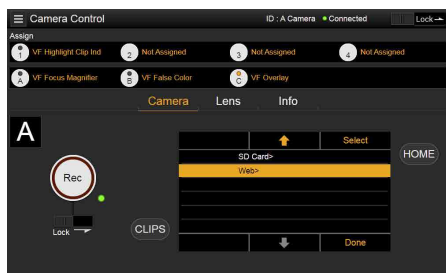 Camera Control
ID : A Camera
Connected
Lock
Assign
1 VF Highlight Clip Ind
2 Not Assigned
3 Not Assigned
4 Not Assigned
A VF Focus Magnifier
B VF False Color
C VF Overlay
Camera Lens Info
A
Select
SD Card>
Web>
HOME
Rec
Lock
CLIPS
Done